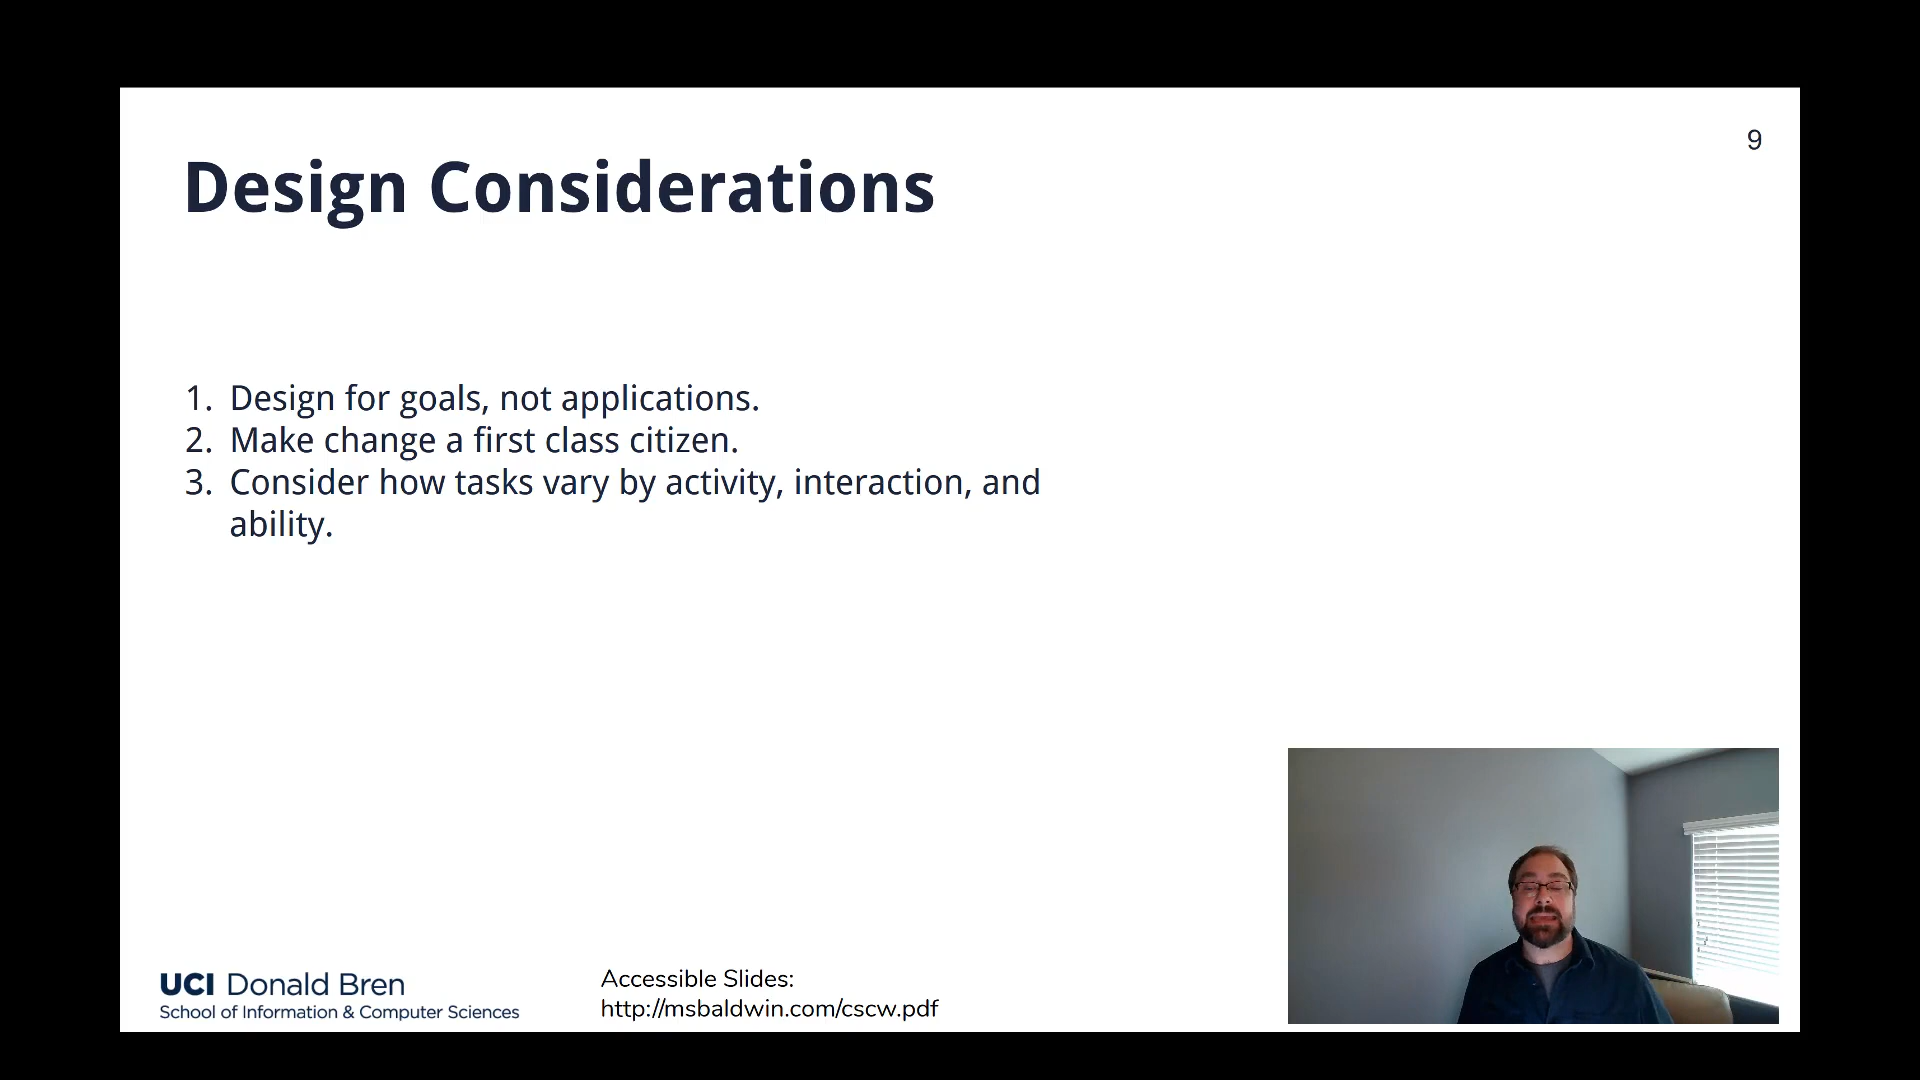 9
Design Considerations
1. Design for goals, not applications.
2. Make change a first class citizen.
3. Consider how tasks vary by activity, interaction, and
ability.
UCI Donald Bren
School of Information & Computer Sciences
Accessible Slides:
http://msbaldwin.com/cscw.pdf